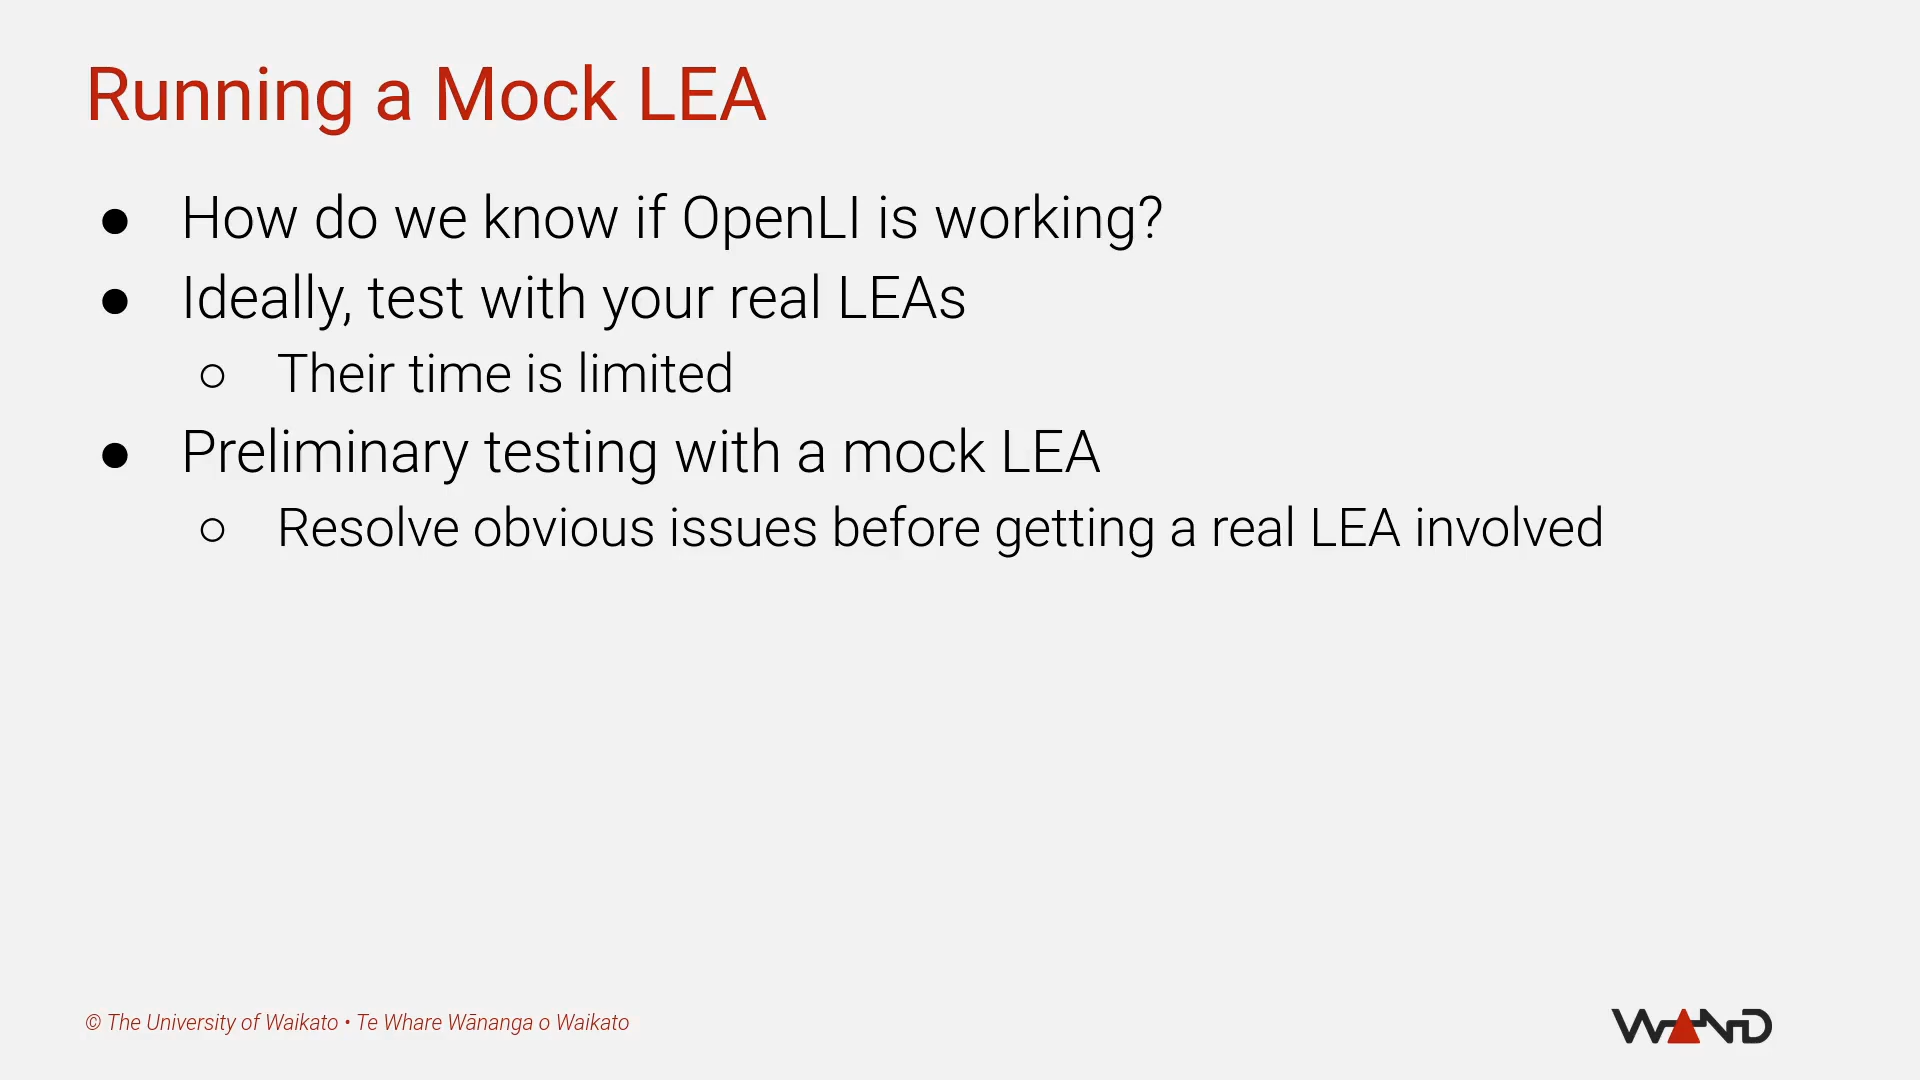 Running a Mock LEA
● How do we know if OpenLI is working?
● Ideally, test with your real LEAs
○ Their time is limited
● Preliminary testing with a mock LEA
○ Resolve obvious issues before getting a real LEA involved
© The University of Waikato • Te Whare Wānanga o Waikato
WAND